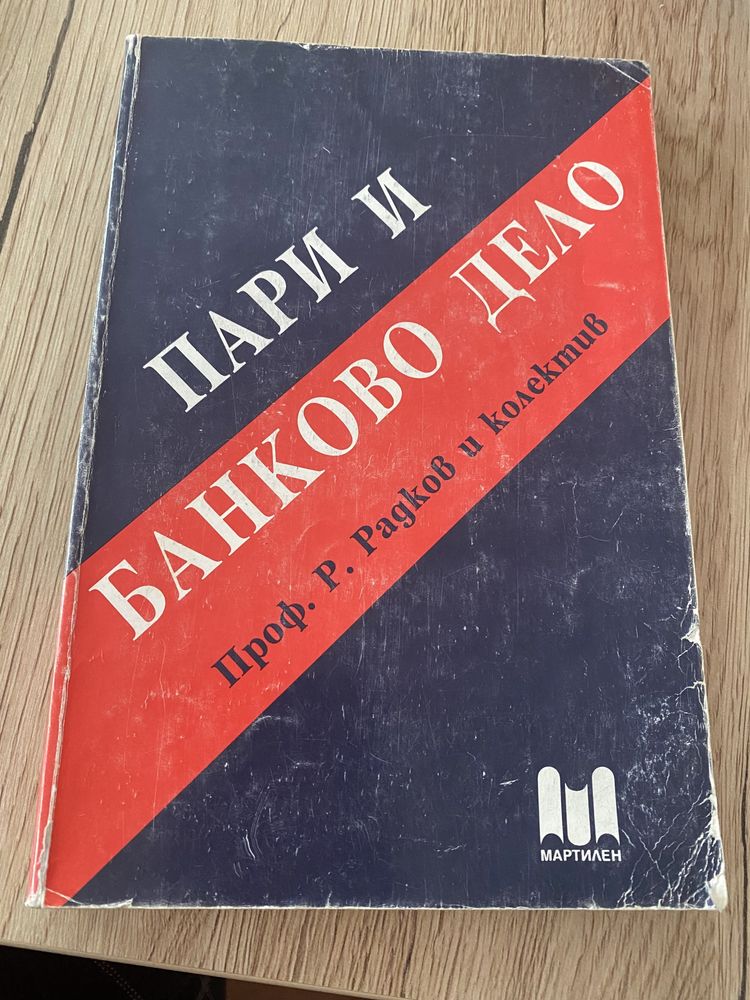 ПАРИ И
БАНКОВО ДЕЛО
Проф. Р. Радков и колектив
МАРТИЛЕН